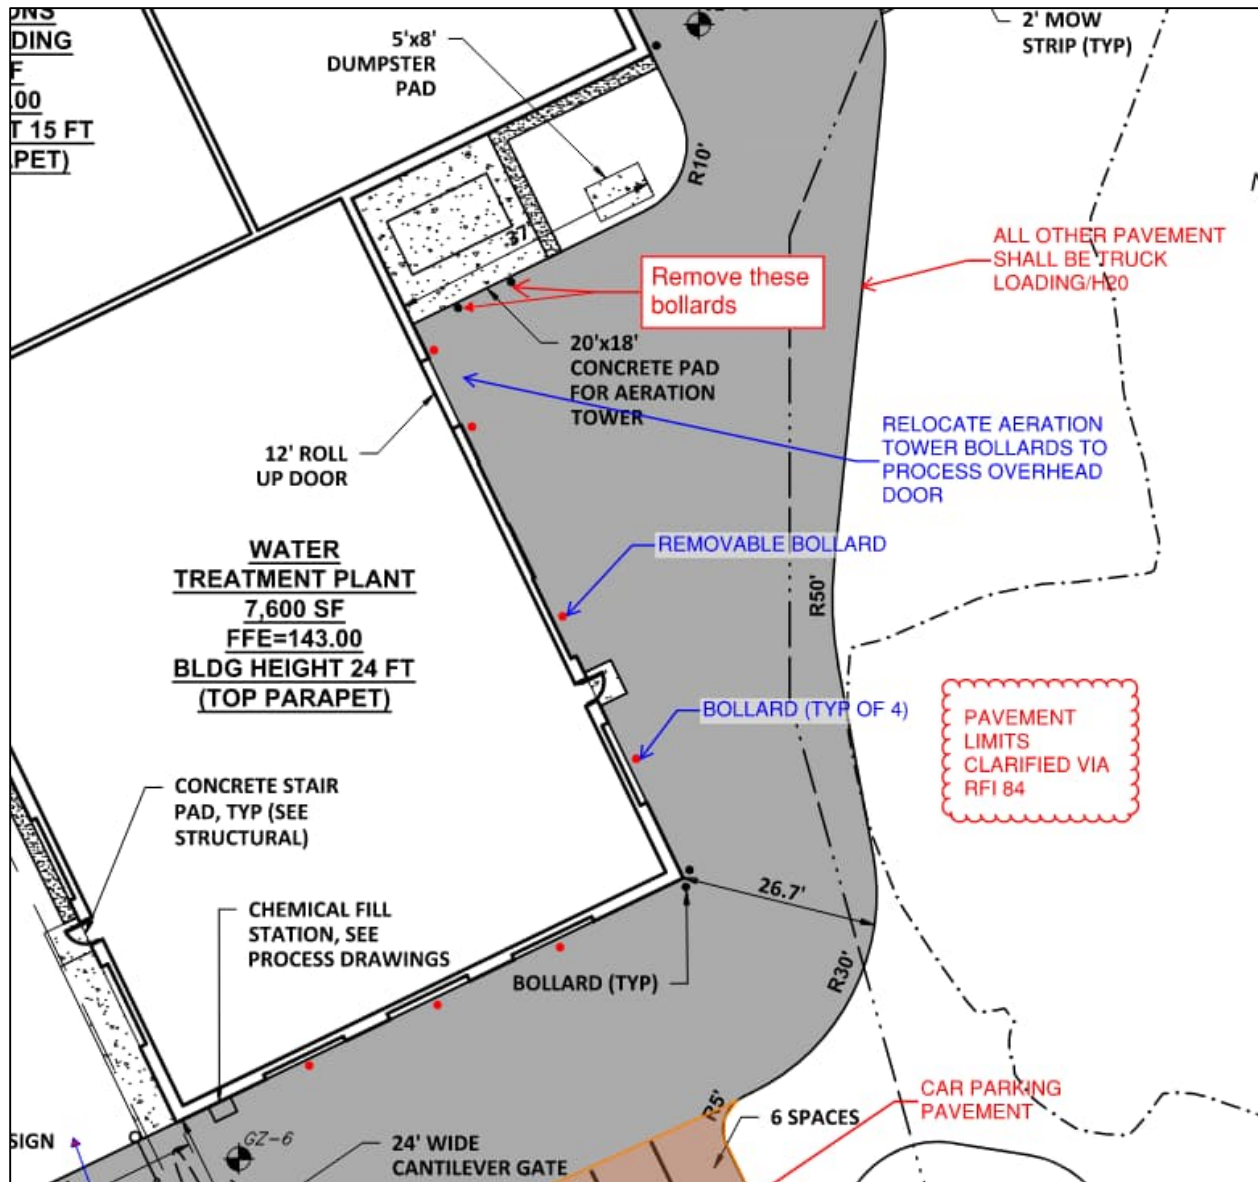 DING
F
.00
T 15 FT
PET)
5'x8'
DUMPSTER
PAD
2' MOW
STRIP (TYP)
R10'
37'
ALL OTHER PAVEMENT
SHALL BE TRUCK
LOADING/H20
Remove these
bollards
20'x18'
CONCRETE PAD
FOR AERATION
TOWER
12' ROLL
UP DOOR
RELOCATE AERATION
TOWER BOLLARDS TO
PROCESS OVERHEAD
DOOR
REMOVABLE BOLLARD
WATER
TREATMENT PLANT
7,600 SF
FFE=143.00
BLDG HEIGHT 24 FT
(TOP PARAPET)
R50'
BOLLARD (TYP OF 4)
PAVEMENT
LIMITS
CLARIFIED VIA
RFI 84
CONCRETE STAIR
PAD, TYP (SEE
STRUCTURAL)
26.7'
CHEMICAL FILL
STATION, SEE
PROCESS DRAWINGS
BOLLARD (TYP)
R30'
R5'
CAR PARKING
PAVEMENT
6 SPACES
SIGN
GZ-6
24' WIDE
CANTILEVER GATE